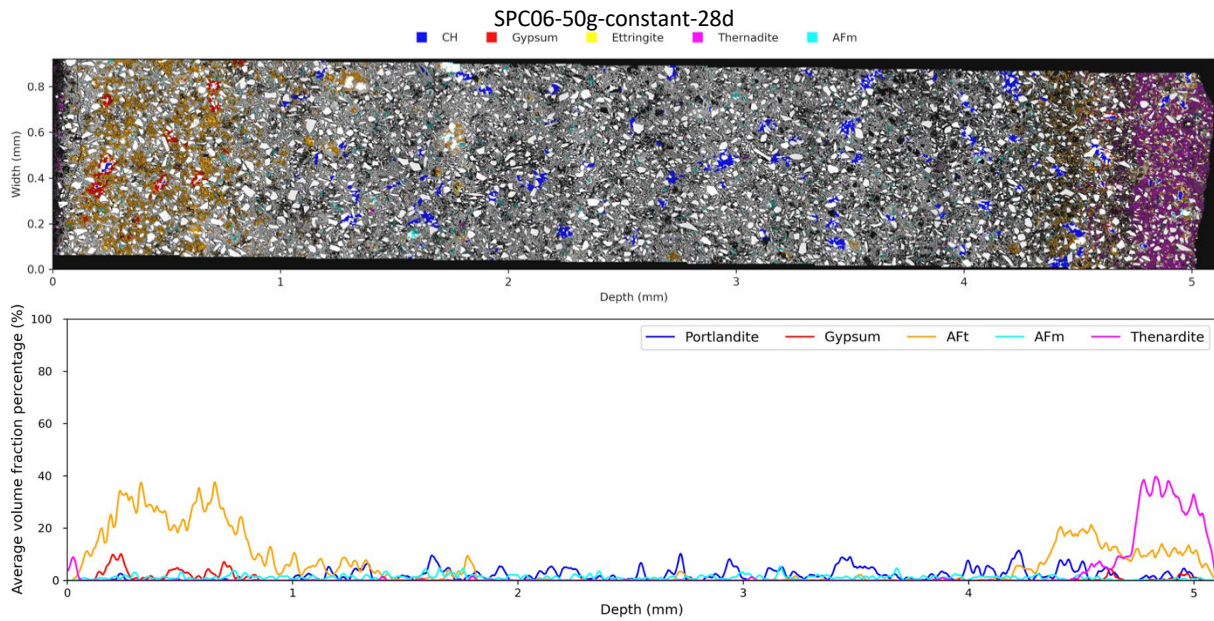 SPC06-50g-constant-28d
CH Gypsum Ettringite Thernadite AFm
0.8
0.6
0.4
0.2
0.0
Width (mm)
0 1 2 3 4 5
Depth (mm)
100
80
60
40
20
0
Average volume fraction percentage (%)
Portlandite Gypsum AFt AFm Thenardite
0 1 2 3 4 5
Depth (mm)